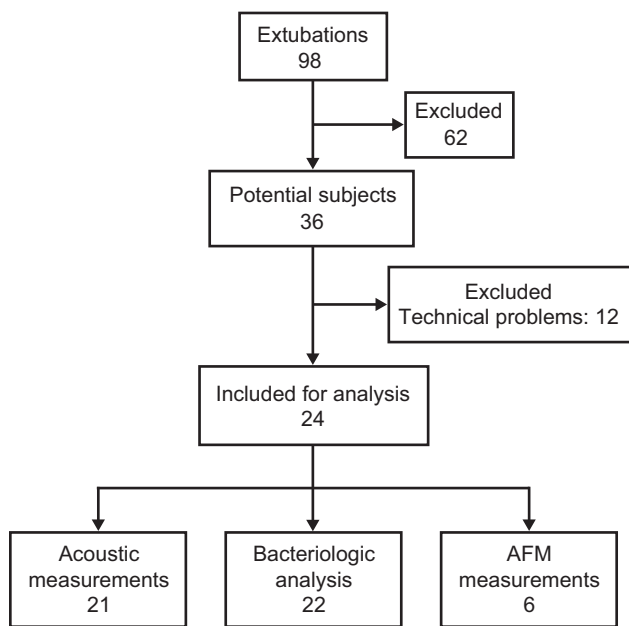 Extubations
98
Excluded
62
Potential subjects
36
Excluded
Technical problems: 12
Included for analysis
24
Acoustic
measurements
21
Bacteriologic
analysis
22
AFM
measurements
6